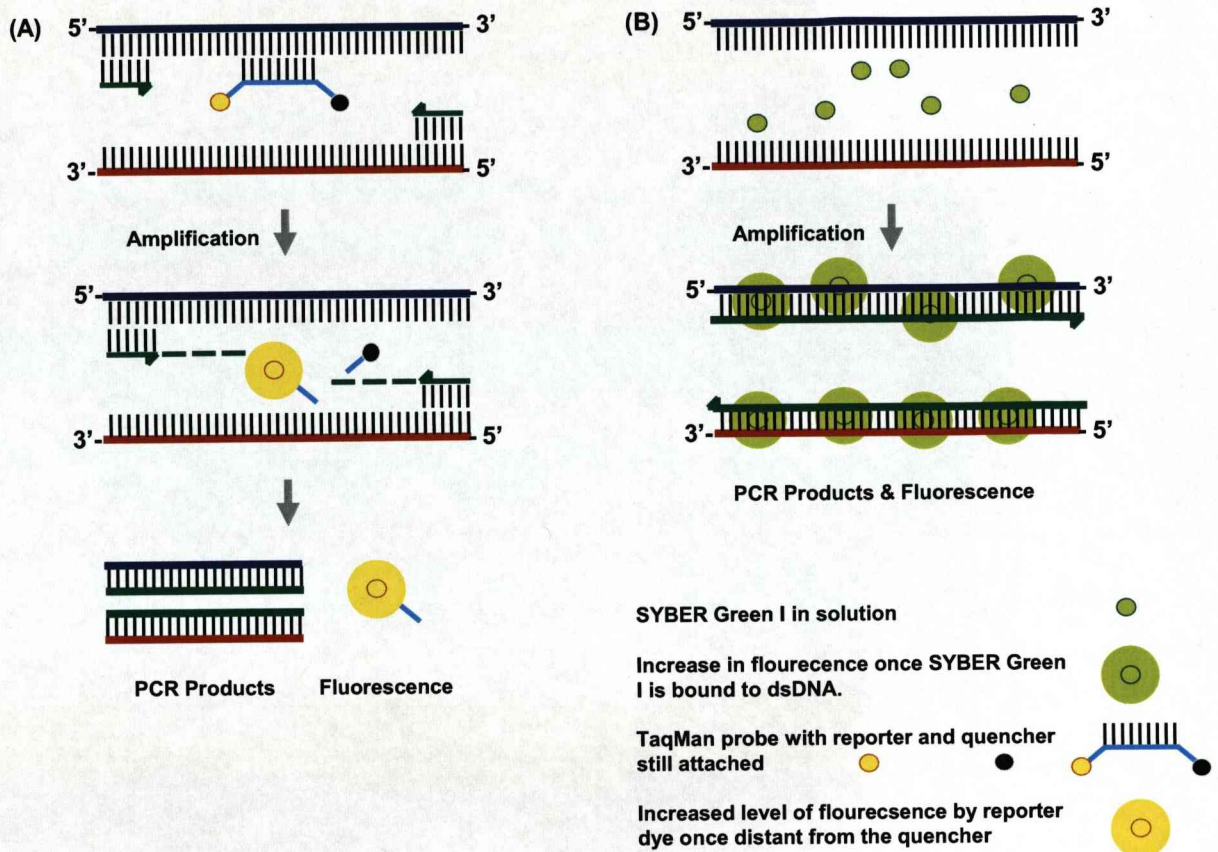 (A)
5'- -3'
3'- -5'
Amplification
5'- -3'
3'- -5'
PCR Products Fluorescence
(B)
5'- -3'
3'- -5'
Amplification
5'- -3'
3'- -5'
PCR Products & Fluorescence
SYBER Green I in solution
Increase in flourecence once SYBER Green
I is bound to dsDNA.
TaqMan probe with reporter and quencher
still attached
Increased level of flourecsence by reporter
dye once distant from the quencher